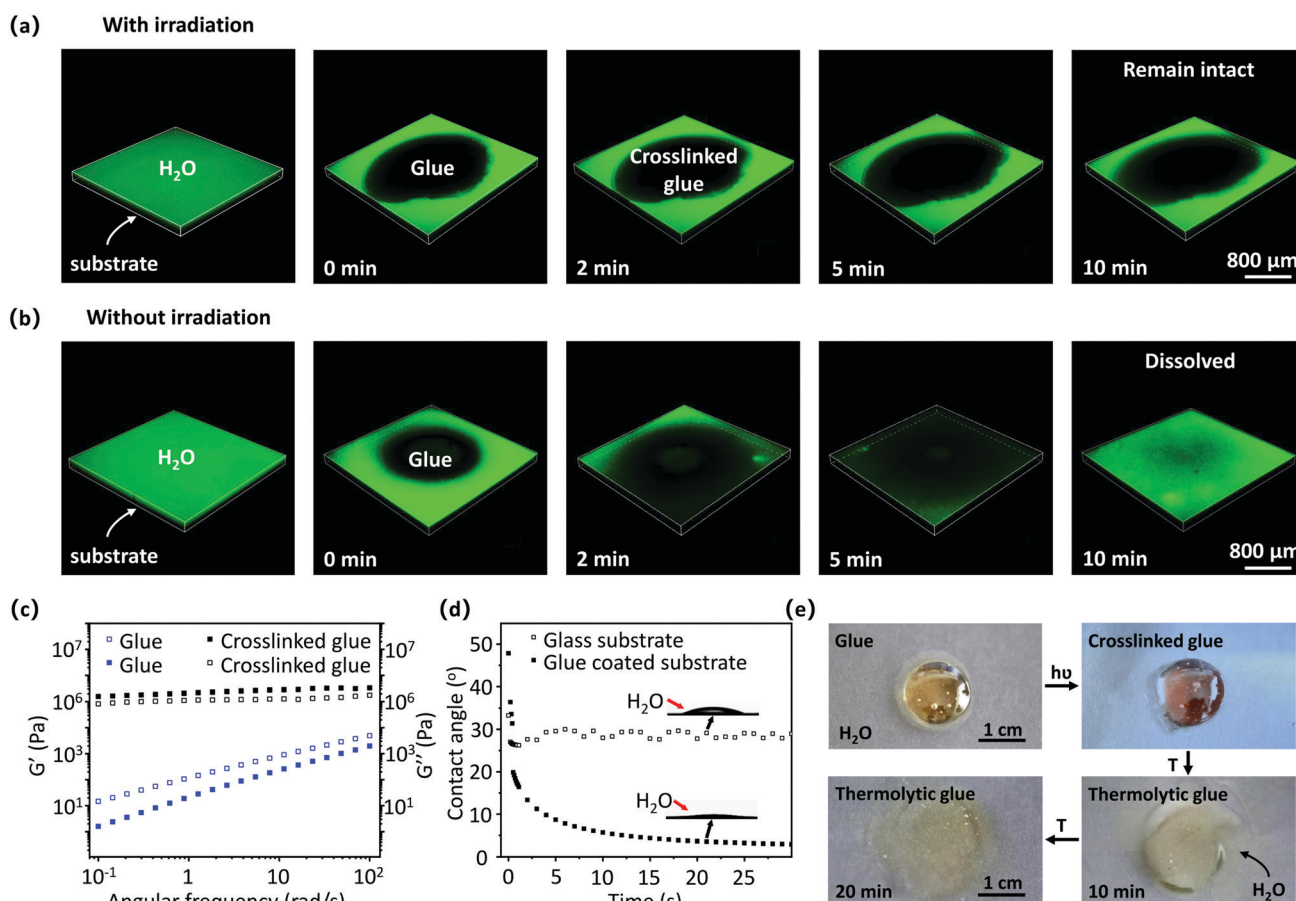 (a) With irradiation
H₂O
substrate
Glue
0 min
Crosslinked
glue
2 min
5 min
Remain intact
10 min
800 μm
(b) Without irradiation
H₂O
substrate
Glue
0 min
2 min
5 min
Dissolved
10 min
800 μm
(c)
Glue
Glue
Crosslinked glue
Crosslinked glue
G′ (Pa)
10⁷
10⁶
10³
10¹
G″ (Pa)
10⁷
10⁶
10³
10¹
10⁻¹ 1 10 10²
Angular frequency (rad/s)
(d)
Glass substrate
Glue coated substrate
Contact angle (°)
50
40
30
20
10
0
H₂O
H₂O
0 5 10 15 20 25
Time (s)
(e)
Glue
H₂O
1 cm
hυ
Crosslinked glue
T
Thermolytic glue
20 min
1 cm
T
Thermolytic glue
10 min
H₂O